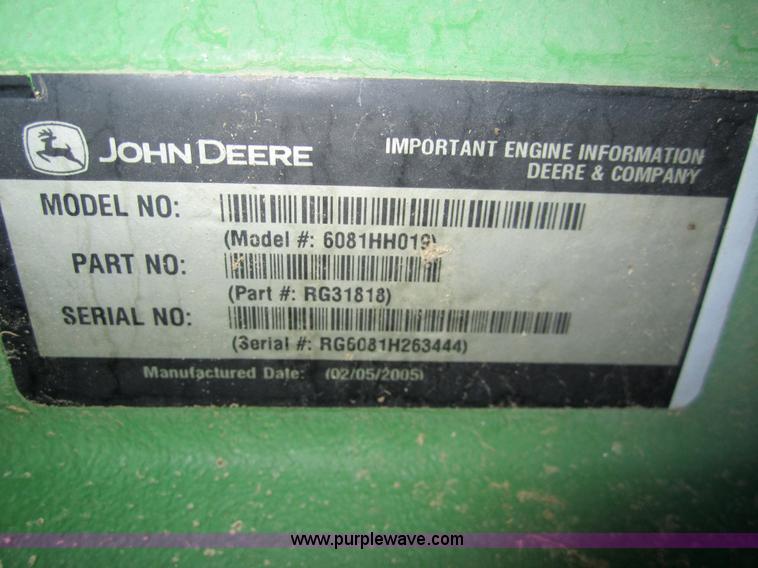 JOHN DEERE
IMPORTANT ENGINE INFORMATION
DEERE & COMPANY
MODEL NO:
(Model #: 6081HH019)
PART NO:
(Part #: RG31818)
SERIAL NO:
(Serial #: RG6081H263444)
Manufactured Date: (02/05/2005)
www.purplewave.com